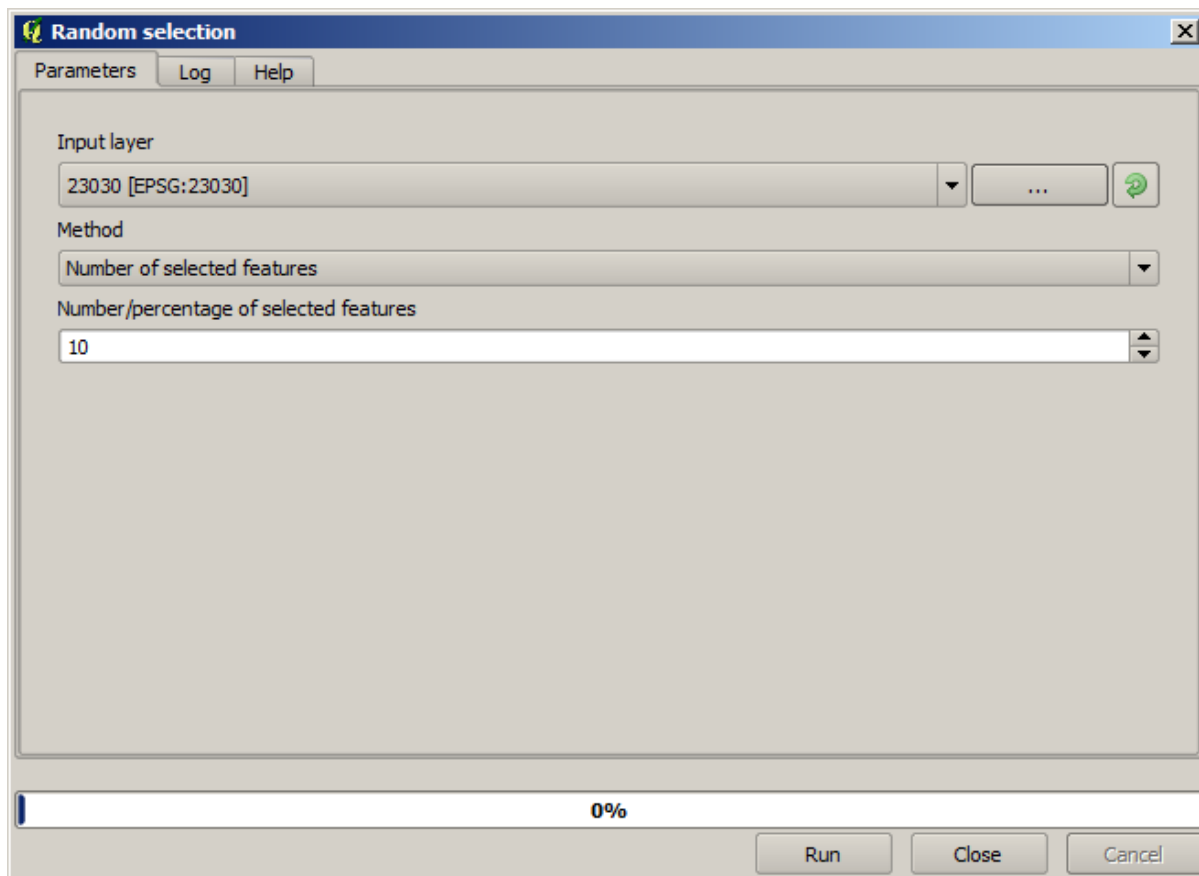 Random selection
Parameters Log Help
Input layer
23030 [EPSG:23030]
...
Method
Number of selected features
Number/percentage of selected features
10
0%
Run Close Cancel